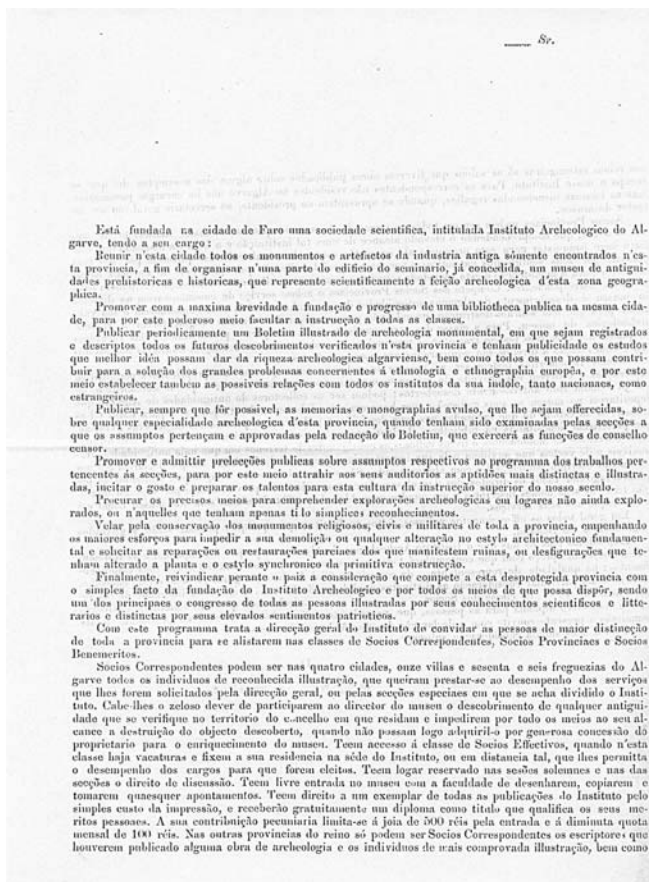 Sr.
Está fundada na cidade de Faro uma sociedade scientifica, intitulada Instituto Archeologico do Al-
garve, tendo a seu cargo :
Reunir n'esta cidade todos os monumentos e artefactos da industria antiga sómente encontrados n'es-
ta provincia, a fim de organisar n'uma parte do edificio do seminario, já concedida, um museu de antigui-
dades prehistoricas e historicas, que represente scientificamente a feição archeologica d'esta zona geogra-
phica.
Promover com a maxima brevidade a fundação e progresso de uma bibliotheca publica na mesma cida-
de, para por este poderoso meio facultar a instrucção a todas as classes.
Publicar periodicamente um Boletim illustrado de archeologia monumental, em que sejam registrados
e descriptos todos os futuros descobrimentos verificados n'esta provincia e tenham publicidade os estudos
que melhor idéa possam dar da riqueza archeologica algarviense, bem como todos os que possam contri-
buir para a solução dos grandes problemas concernentes á ethnologia e ethnographia européa, e por este
meio estabelecer tambem as possiveis relações com todos os institutos da sua indole, tanto nacionaes, como
estrangeiros.
Publicar, sempre que fôr possivel, as memorias e monographias avulso, que lhe sejam offerecidas, so-
bre qualquer especialidade archeologica d'esta provincia, quando tenham sido examinadas pelas secções a
que os assumptos pertençam e approvadas pela redacção do Boletim, que exercerá as funcções de conselho
censor.
Promover e admittir prelecções publicas sobre assumptos respectivos ao programma dos trabalhos per-
tencentes ás secções, para por este meio attrahir aos seus auditorios as aptidões mais distinctas e illustra-
das, incitar o gosto e preparar os talentos para esta cultura da instrucção superior do nosso seculo.
Procurar os precisos meios para emprehender explorações archeologicas em logares não ainda explo-
rados, ou n'aquelles que tenham apenas tido simplices reconhecimentos.
Velar pela conservação dos monumentos religiosos, civis e militares de toda a provincia, empenhando
os maiores esforços para impedir a sua demolição ou qualquer alteração no estylo architectonico fundamen-
tal e solicitar as reparações ou restaurações parciaes dos que manifestem ruinas, ou desfigurações que te-
nham alterado a planta e o estylo synchronico da primitiva construcção.
Finalmente, reivindicar perante o paiz a consideração que compete a esta desprotegida provincia com
o simples facto da fundação do Instituto Archeologico e por todos os meios de que possa dispôr, sendo
um dos principaes o congresso de todas as pessoas illustradas por seus conhecimentos scientificos e litte-
rarios e distinctas por seus elevados sentimentos patrioticos.
Com este programma trata a direcção geral do Instituto de convidar as pessoas de maior distincção
de toda a provincia para se alistarem nas classes de Socios Correspondentes, Socios Provinciaes e Socios
Benemeritos.
Socios Correspondentes podem ser nas quatro cidades, onze villas e sesenta e seis freguezias do Al-
garve todos os individuos de reconhecida illustração, que queiram prestar-se ao desempenho dos serviços
que lhes forem solicitados pela direcção geral, ou pelas secções especiaes em que se acha dividido o Insti-
tuto. Cabe-lhes o zeloso dever de participarem ao director do museu o descobrimento de qualquer antigui-
dade que se verifique no territorio do concelho em que residam e impedirem por todo os meios ao seu al-
cance a destruição do objecto descoberto, quando não possam logo adquiril-o por generosa concessão do
proprietario para o enriquecimento do museu. Teem accesso á classe de Socios Effectivos, quando n'esta
classe haja vacaturas e fixem a sua residencia na séde do Instituto, ou em distancia tal, que lhes permitta
o desempenho dos cargos para que forem eleitos. Teem logar reservado nas sesões solemnes e nas das
secções o direito de discussão. Teem livre entrada no museu com a faculdade de desenharem, copiarem e
tomarem quaesquer apontamentos. Teem direito a um exemplar de todas as publicações do Instituto pelo
simples custo da impressão, e receberão gratuitamente um diploma como titulo que qualifica os seus me-
ritos pessoaes. A sua contribuição pecuniaria limita-se á joia de 500 réis pela entrada e á diminuta quota
mensal de 100 réis. Nas outras provincias do reino só podem ser Socios Correspondentes os escriptores que
houverem publicado alguma obra de archeologia e os individuos de mais comprovada illustração, bem como